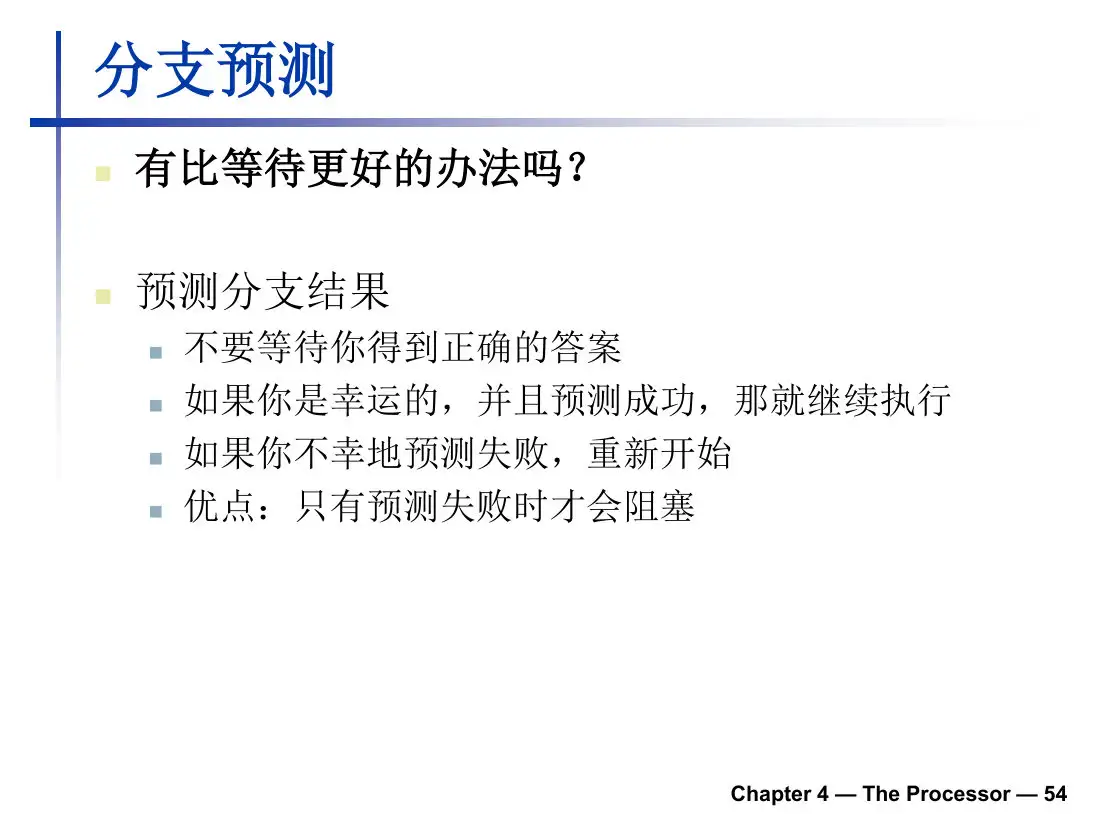 分支预测
有比等待更好的办法吗？
预测分支结果
不要等待你得到正确的答案
如果你是幸运的，并且预测成功，那就继续执行
如果你不幸地预测失败，重新开始
优点：只有预测失败时才会阻塞
Chapter 4 — The Processor — 54